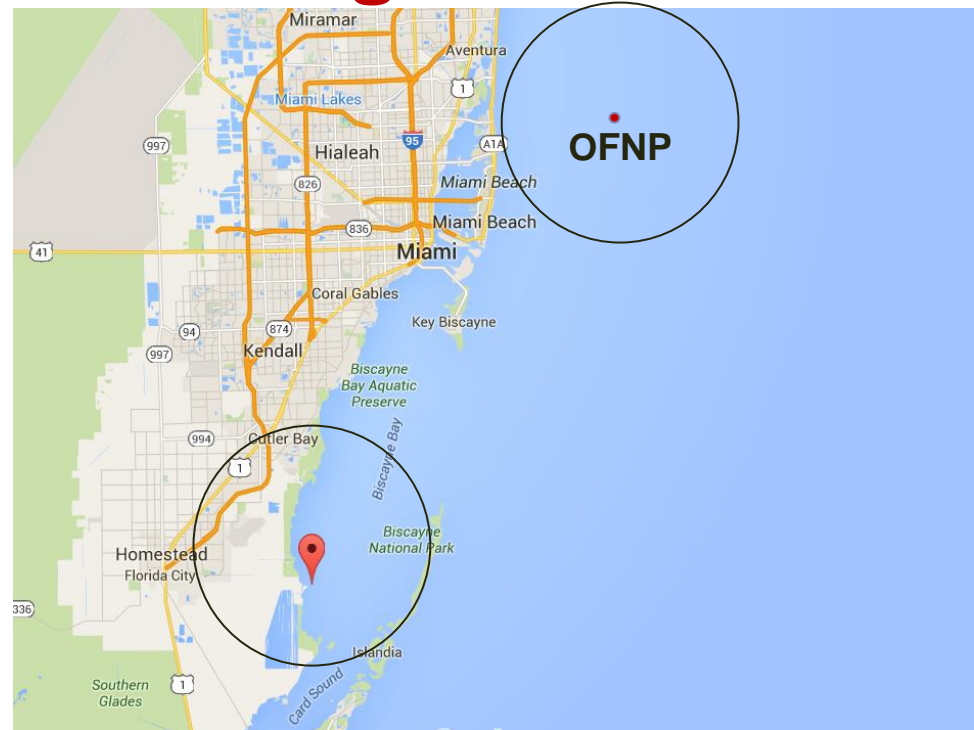 Miramar
Aventura
1
Miami Lakes
997
95
A1A
OFNP
Hialeah
826
Miami Beach
836
Miami Beach
41
Miami
Coral Gables
Key Biscayne
94
874
997
Kendall
Biscayne
Bay Aquatic
Preserve
994
Cutler Bay
Biscayne Bay
1
Biscayne
National Park
Homestead
Florida City
336
Islandia
Southern
Glades
1
Card Sound